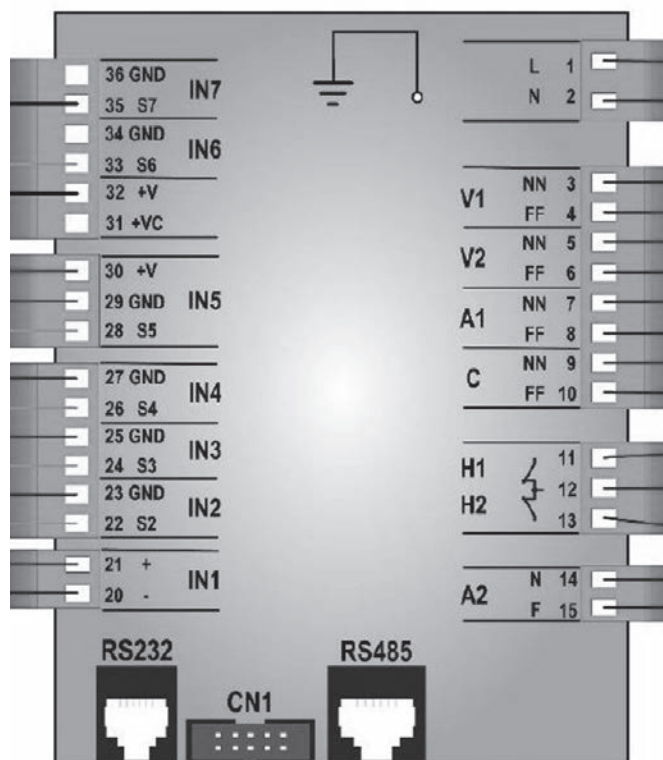 36 GND
35 S7
IN7
34 GND
33 S6
IN6
32 +V
31 +VC
30 +V
29 GND
28 S5
IN5
27 GND
26 S4
IN4
25 GND
24 S3
IN3
23 GND
22 S2
IN2
21 +
20 -
IN1
L 1
N 2
V1
NN 3
FF 4
V2
NN 5
FF 6
A1
NN 7
FF 8
C
NN 9
FF 10
H1
H2
11
12
13
A2
N 14
F 15
RS232
CN1
RS485